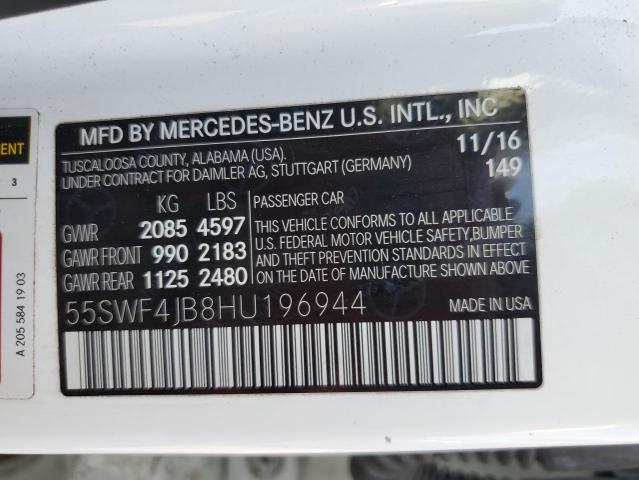 MFD BY MERCEDES-BENZ U.S. INTL., INC
TUSCALOOSA COUNTY, ALABAMA (USA).
UNDER CONTRACT FOR DAIMLER AG, STUTTGART (GERMANY)
11/16
149
KG LBS
GVWR 2085 4597
GAWR FRONT 990 2183
GAWR REAR 1125 2480
PASSENGER CAR
THIS VEHICLE CONFORMS TO ALL APPLICABLE
U.S. FEDERAL MOTOR VEHICLE SAFETY,BUMPER
AND THEFT PREVENTION STANDARDS IN EFFECT
ON THE DATE OF MANUFACTURE SHOWN ABOVE.
55SWF4JB8HU196944
MADE IN USA
3
A 205 584 19 03